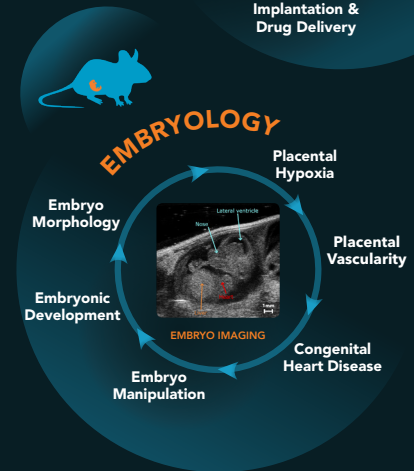 Implantation &
Drug Delivery
EMBRYOLOGY
Placental
Hypoxia
Embryo
Morphology
Lateral ventricle
Nose
Placental
Vascularity
Embryonic
Development
1 mm
EMBRYO IMAGING
Congenital
Heart Disease
Embryo
Manipulation